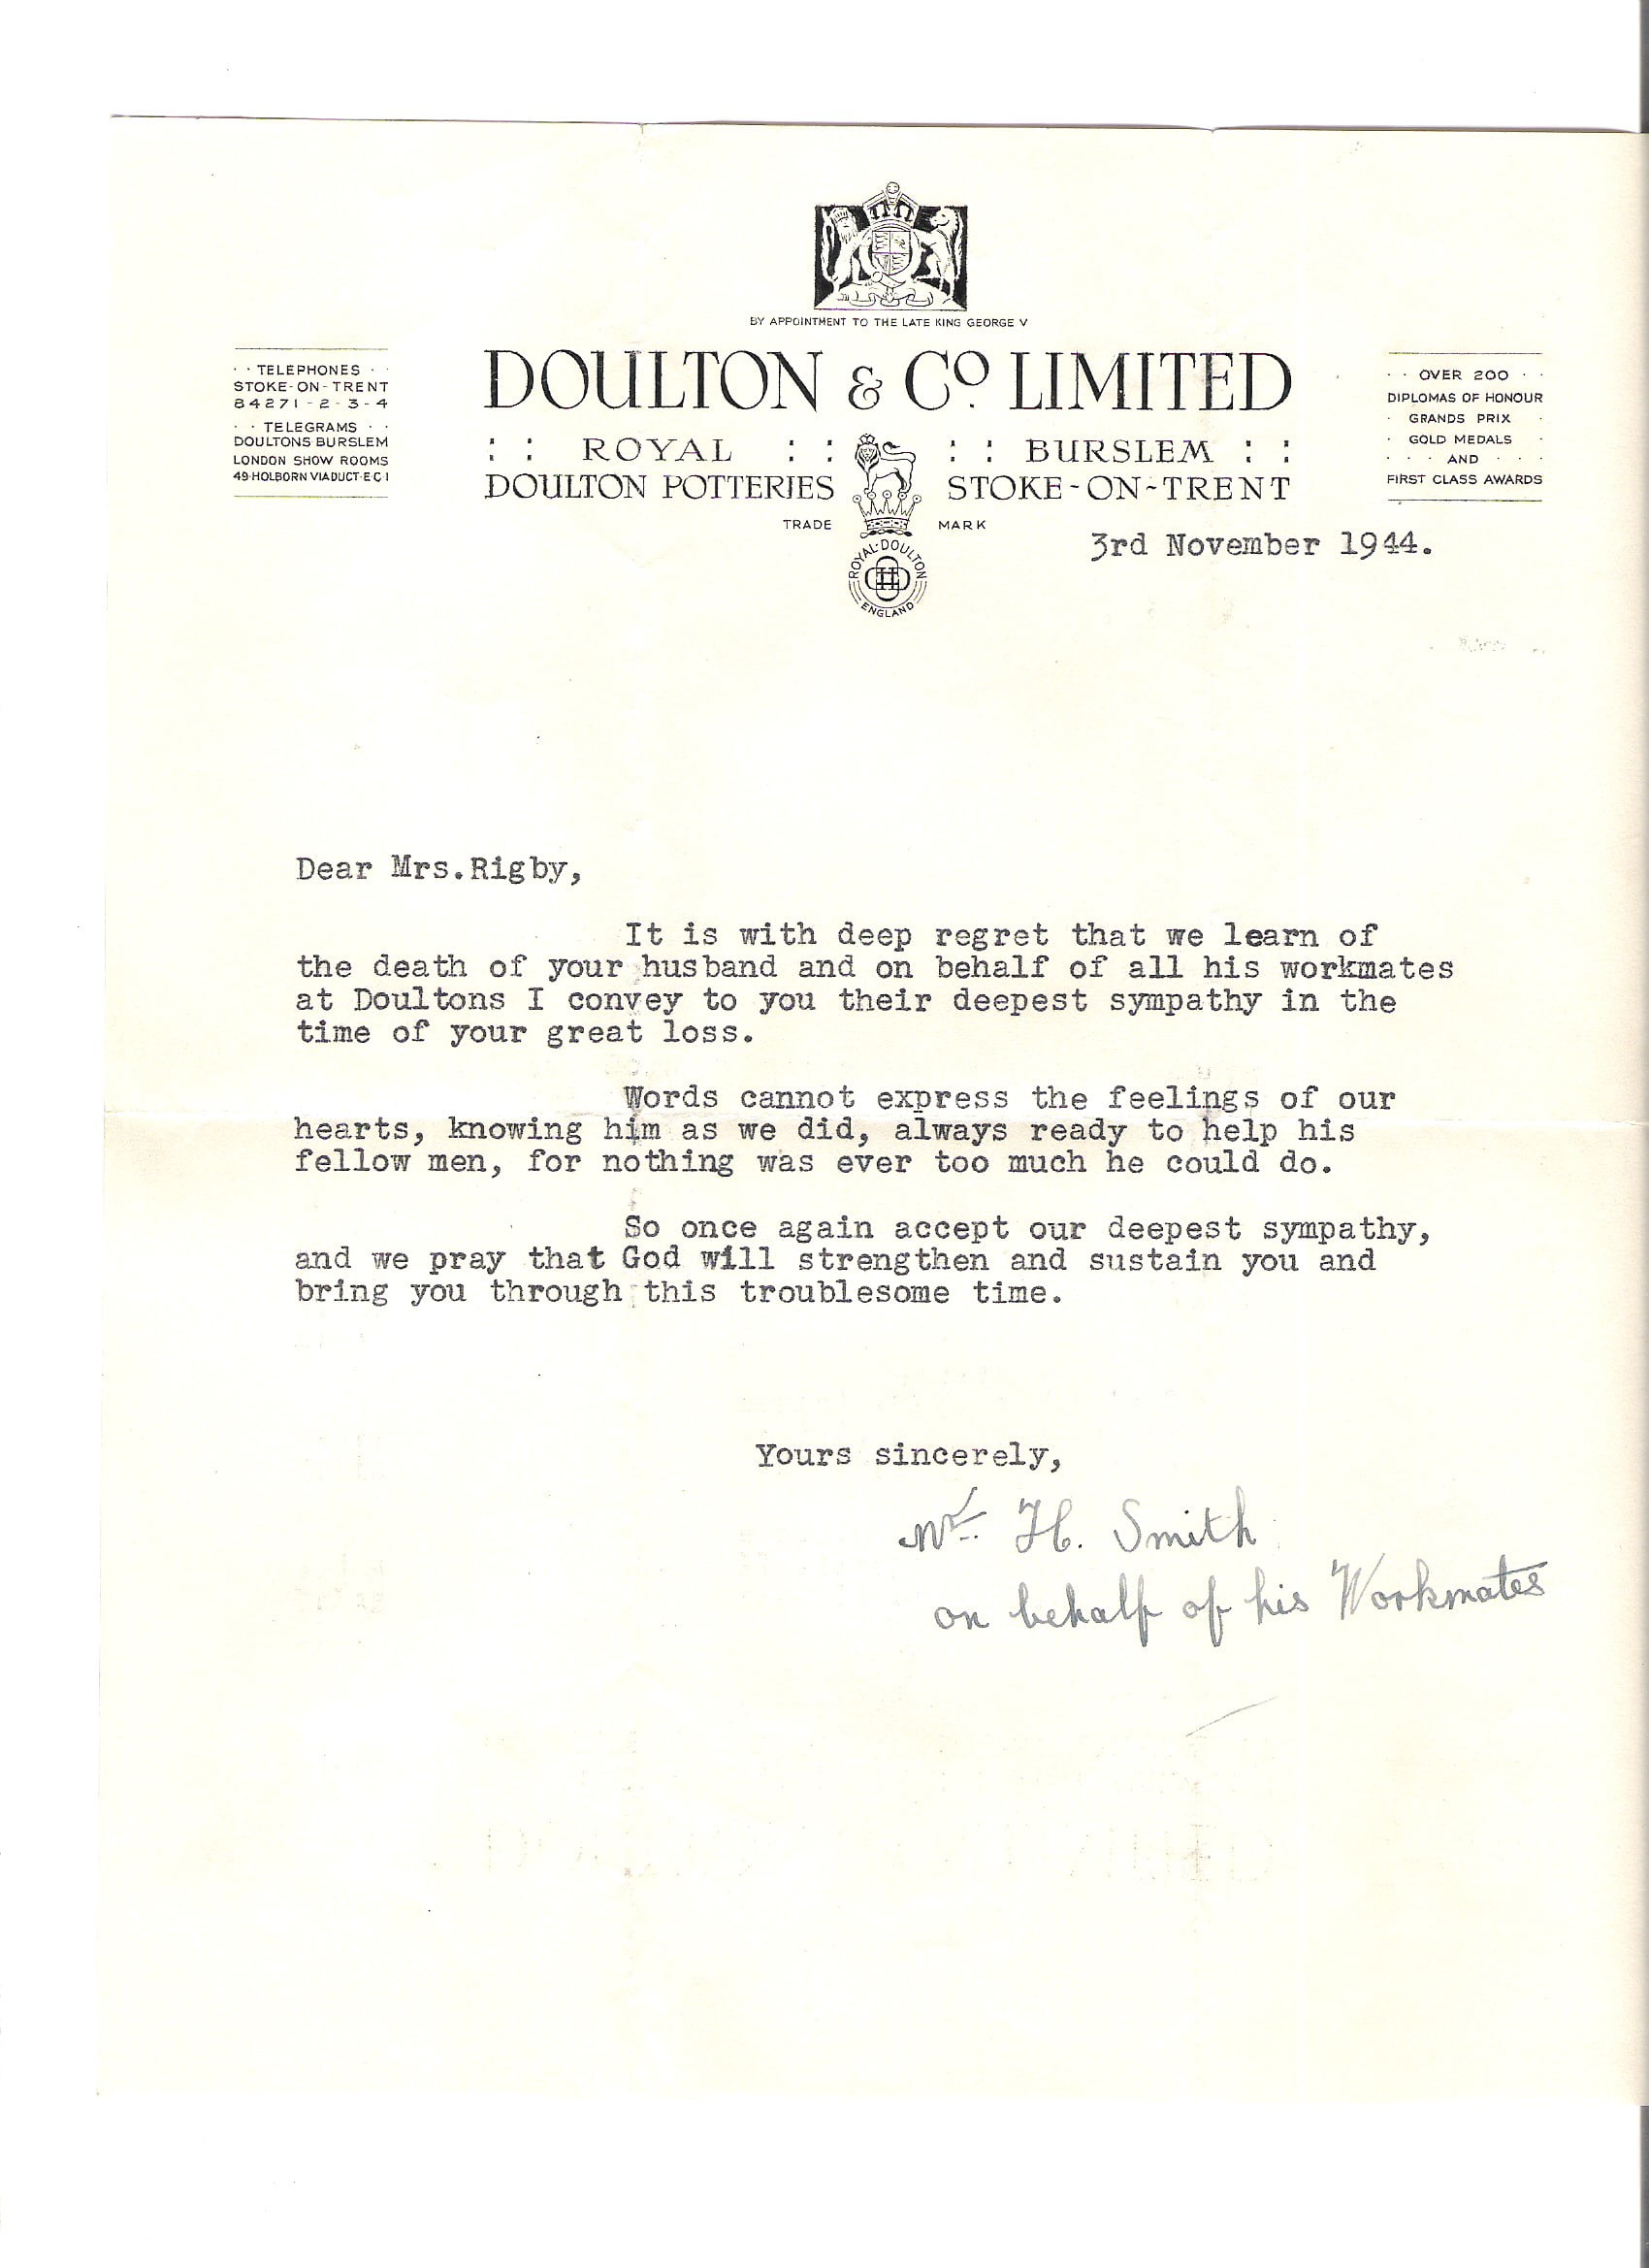 BY APPOINTMENT TO THE LATE KING GEORGE V
· · TELEPHONES · ·
STOKE-ON-TRENT
84271-2-3-4
· · TELEGRAMS · ·
DOULTONS BURSLEM
LONDON SHOW ROOMS
49·HOLBORN VIADUCT·E C 1
DOULTON & Co. LIMITED
: : ROYAL : : : : BURSLEM : :
DOULTON POTTERIES STOKE-ON-TRENT
TRADE MARK
ROYAL·DOULTON
ENGLAND
· · OVER 200 · ·
DIPLOMAS OF HONOUR
· GRANDS PRIX ·
· GOLD MEDALS ·
· · · AND · · ·
FIRST CLASS AWARDS
3rd November 1944.
Dear Mrs.Rigby,
It is with deep regret that we learn of
the death of your husband and on behalf of all his workmates
at Doultons I convey to you their deepest sympathy in the
time of your great loss.
Words cannot express the feelings of our
hearts, knowing him as we did, always ready to help his
fellow men, for nothing was ever too much he could do.
So once again accept our deepest sympathy,
and we pray that God will strengthen and sustain you and
bring you through this troublesome time.
Yours sincerely,
Mr. H. Smith
on behalf of his Workmates